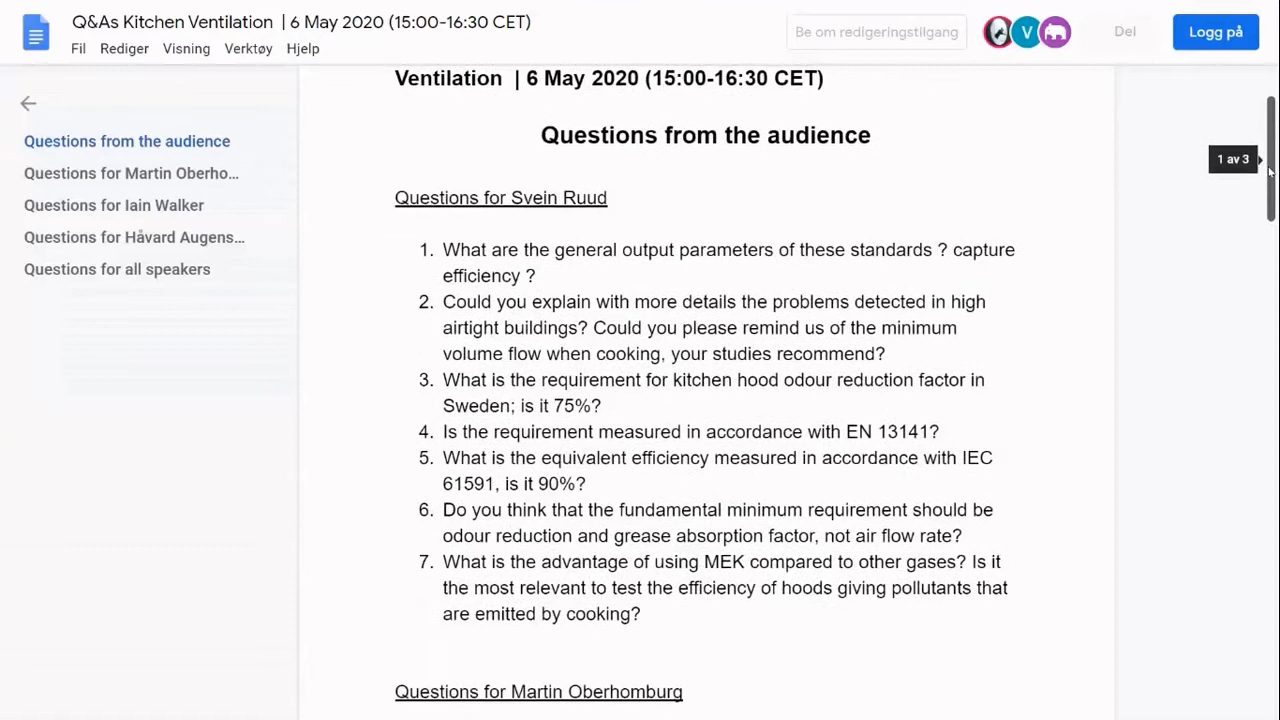 Q&As Kitchen Ventilation | 6 May 2020 (15:00-16:30 CET)
Fil Rediger Visning Verktøy Hjelp
Be om redigeringstilgang
V
Del
Logg på
Questions from the audience
Questions for Martin Oberho...
Questions for Iain Walker
Questions for Håvard Augens...
Questions for all speakers
Ventilation | 6 May 2020 (15:00-16:30 CET)
Questions from the audience
1 av 3
Questions for Svein Ruud
1. What are the general output parameters of these standards ? capture
efficiency ?
2. Could you explain with more details the problems detected in high
airtight buildings? Could you please remind us of the minimum
volume flow when cooking, your studies recommend?
3. What is the requirement for kitchen hood odour reduction factor in
Sweden; is it 75%?
4. Is the requirement measured in accordance with EN 13141?
5. What is the equivalent efficiency measured in accordance with IEC
61591, is it 90%?
6. Do you think that the fundamental minimum requirement should be
odour reduction and grease absorption factor, not air flow rate?
7. What is the advantage of using MEK compared to other gases? Is it
the most relevant to test the efficiency of hoods giving pollutants that
are emitted by cooking?
Questions for Martin Oberhomburg